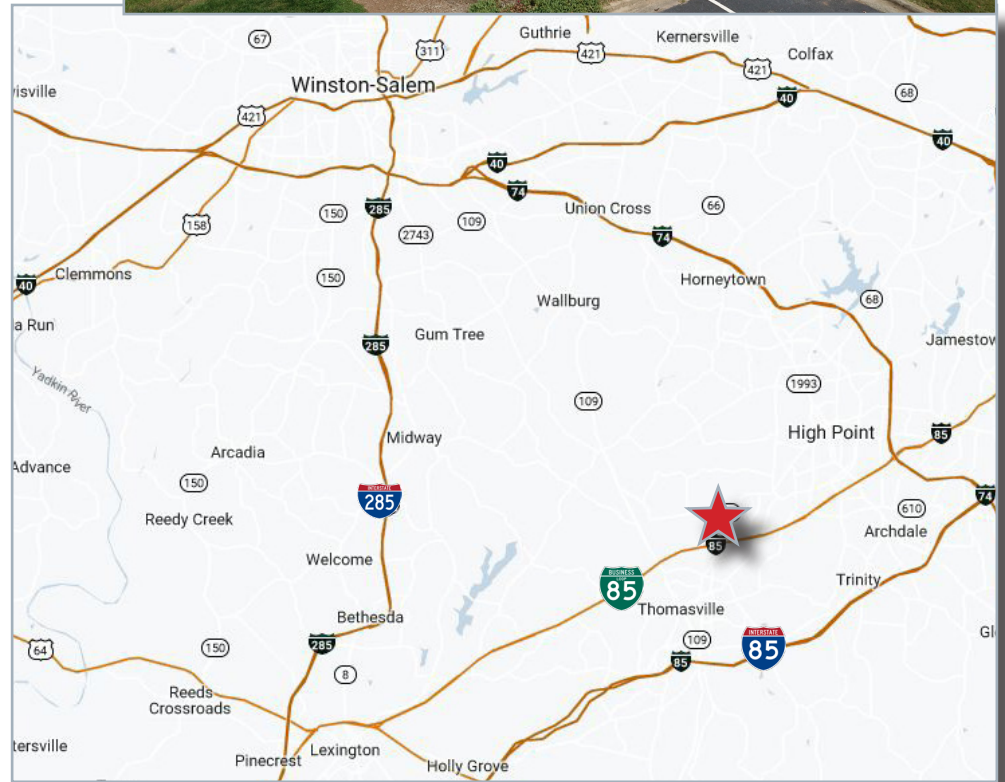 67
311
Guthrie
421
Kernersville
421
Colfax
Winston-Salem
40
68
421
40
40
74
150
285
2743
109
Union Cross
66
158
74
Clemmons
150
Horneytown
40
Wallburg
68
a Run
Gum Tree
285
Jamestow
Yadkin River
1993
109
High Point
85
Midway
Arcadia
Advance
150
INTERSTATE
285
74
610
Reedy Creek
Archdale
85
Welcome
BUSINESS
LOOP
85
Trinity
Thomasville
Bethesda
INTERSTATE
85
109
Gl
285
64
150
85
8
Reeds
Crossroads
tersville
Lexington
Pinecrest
Holly Grove